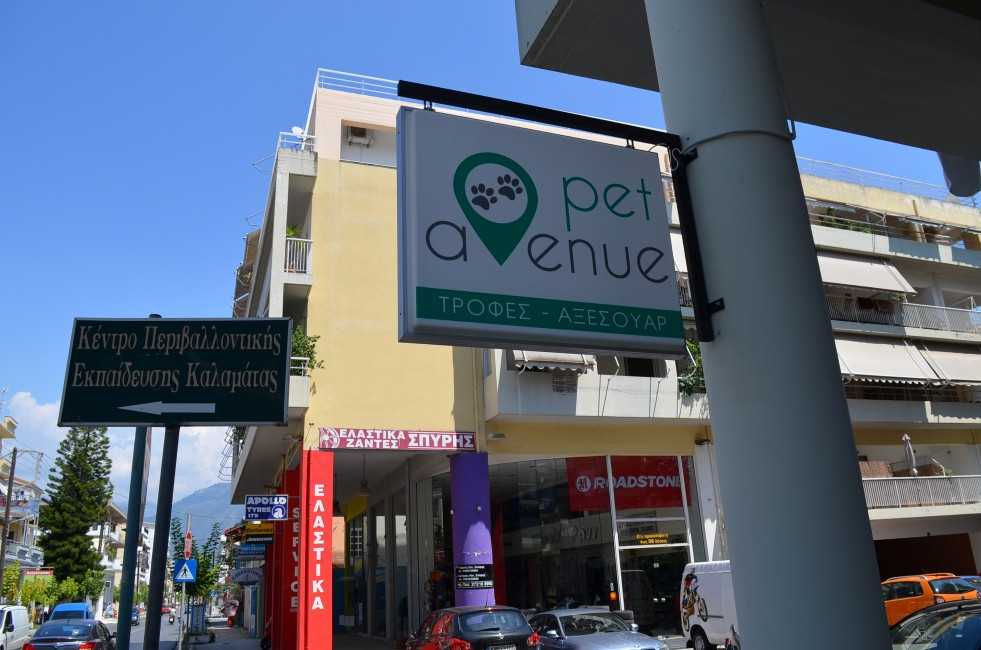 pet
avenue
ΤΡΟΦΕΣ - ΑΞΕΣΟΥΑΡ
Κέντρο Περιβαλλοντικής
Εκπαίδευσης Καλαμάτας
ΕΛΑΣΤΙΚΑ
ΖΑΝΤΕΣ ΣΠΥΡΗΣ
ROADSTONE
APOLLO
TYRES
ΕΛΑΣΤΙΚΑ
SERVICE